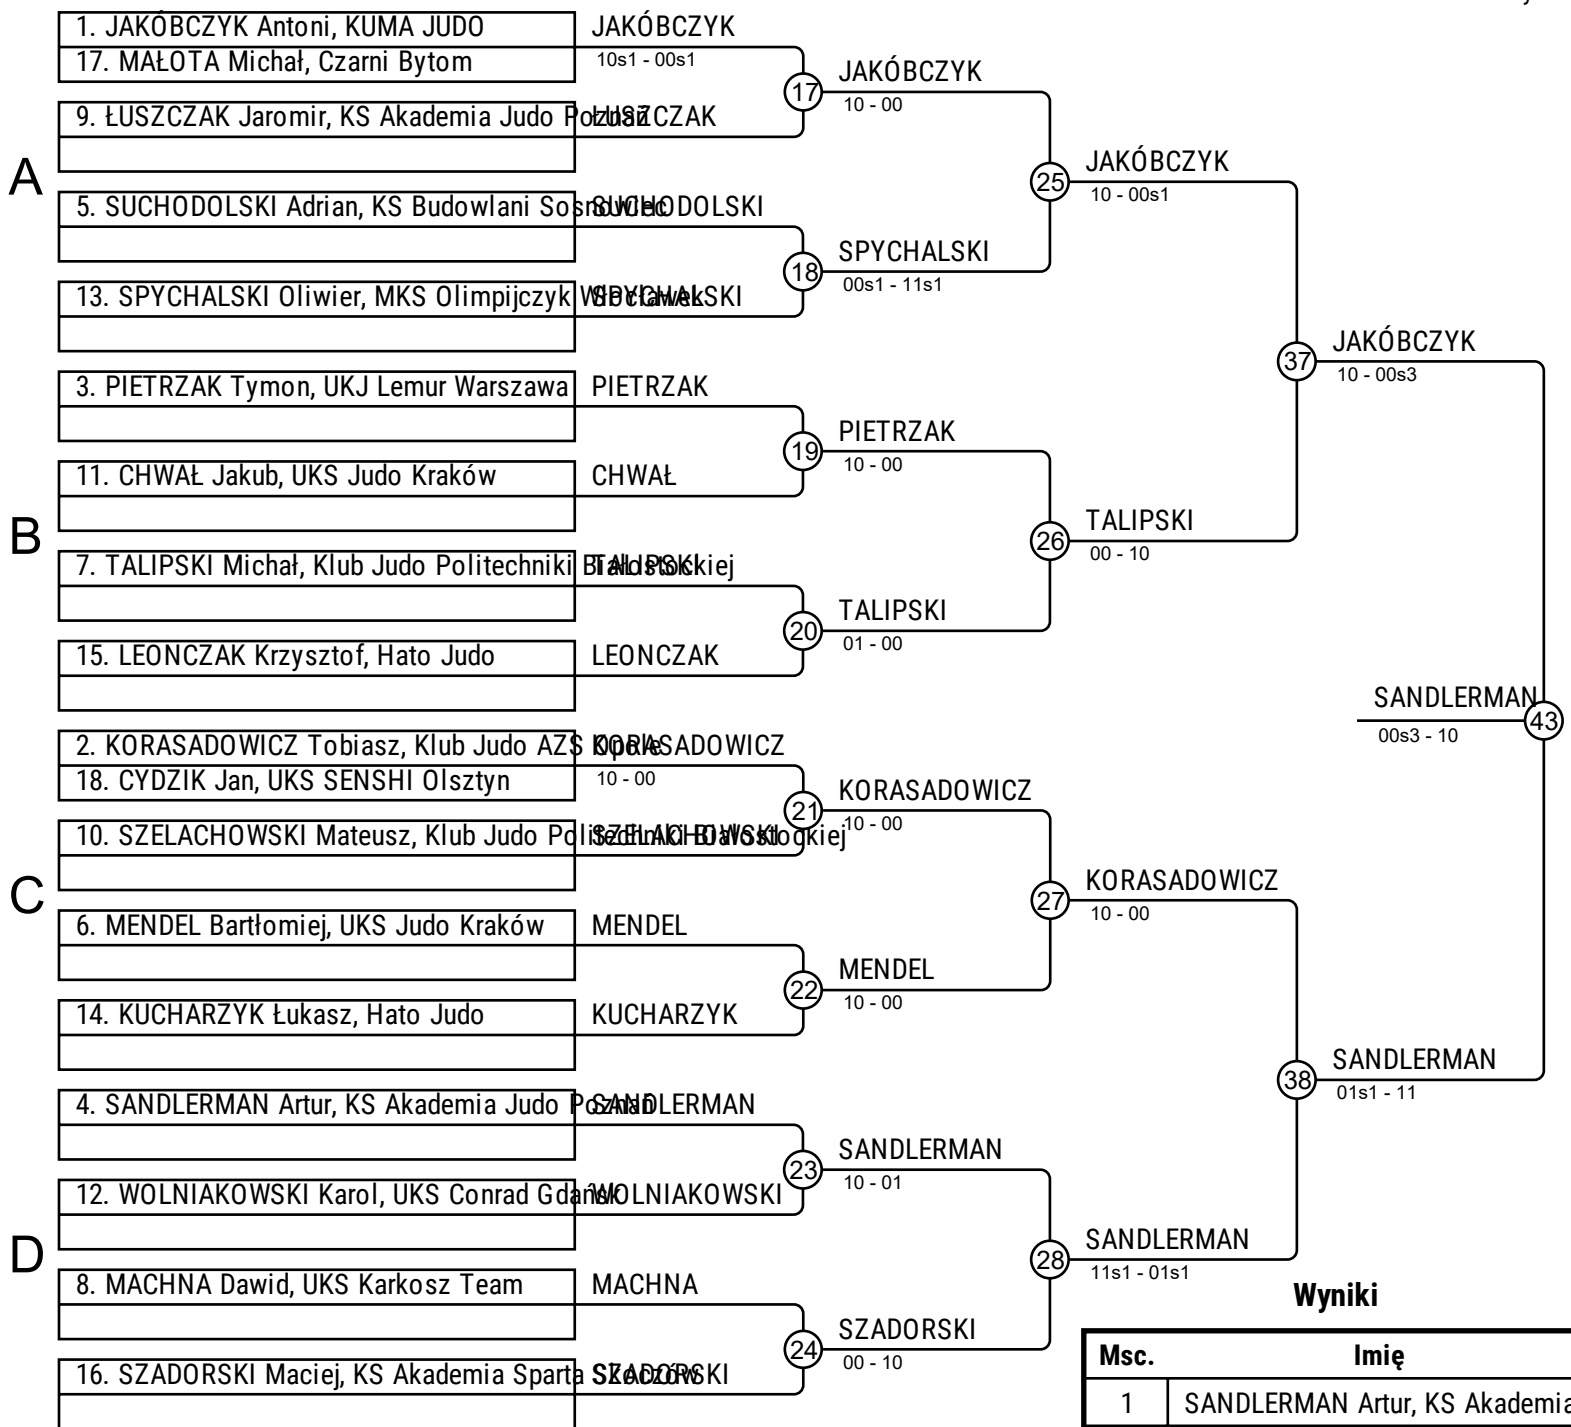 1. JAKÓBCZYK Antoni, KUMA JUDO
17. MAŁOTA Michał, Czarni Bytom
JAKÓBCZYK
10s1 - 00s1
9. ŁUSZCZAK Jaromir, KS Akademia Judo Poznań
ŁUSZCZAK
17
JAKÓBCZYK
10 - 00
A
5. SUCHODOLSKI Adrian, KS Budowlani Sosnowiec
SUCHODOLSKI
13. SPYCHALSKI Oliwier, MKS Olimpijczyk Włocławek
SPYCHALSKI
18
SPYCHALSKI
00s1 - 11s1
25
JAKÓBCZYK
10 - 00s1
3. PIETRZAK Tymon, UKJ Lemur Warszawa
PIETRZAK
11. CHWAŁ Jakub, UKS Judo Kraków
CHWAŁ
19
PIETRZAK
10 - 00
B
7. TALIPSKI Michał, Klub Judo Politechniki Białostockiej
TALIPSKI
15. LEONCZAK Krzysztof, Hato Judo
LEONCZAK
20
TALIPSKI
01 - 00
26
TALIPSKI
00 - 10
37
JAKÓBCZYK
10 - 00s3
2. KORASADOWICZ Tobiasz, Klub Judo AZS Opole
18. CYDZIK Jan, UKS SENSHI Olsztyn
KORASADOWICZ
10 - 00
10. SZELACHOWSKI Mateusz, Klub Judo Politechniki Białostockiej
SZELACHOWSKI
21
KORASADOWICZ
10 - 00
C
6. MENDEL Bartłomiej, UKS Judo Kraków
MENDEL
14. KUCHARZYK Łukasz, Hato Judo
KUCHARZYK
22
MENDEL
10 - 00
27
KORASADOWICZ
10 - 00
4. SANDLERMAN Artur, KS Akademia Judo Poznań
SANDLERMAN
12. WOLNIAKOWSKI Karol, UKS Conrad Gdańsk
WOLNIAKOWSKI
23
SANDLERMAN
10 - 01
D
8. MACHNA Dawid, UKS Karkosz Team
MACHNA
16. SZADORSKI Maciej, KS Akademia Sparta Skoczów
SZADORSKI
24
SZADORSKI
00 - 10
28
SANDLERMAN
11s1 - 01s1
38
SANDLERMAN
01s1 - 11
SANDLERMAN
00s3 - 10
43
Wyniki
Msc. Imię
1 SANDLERMAN Artur, KS Akademia